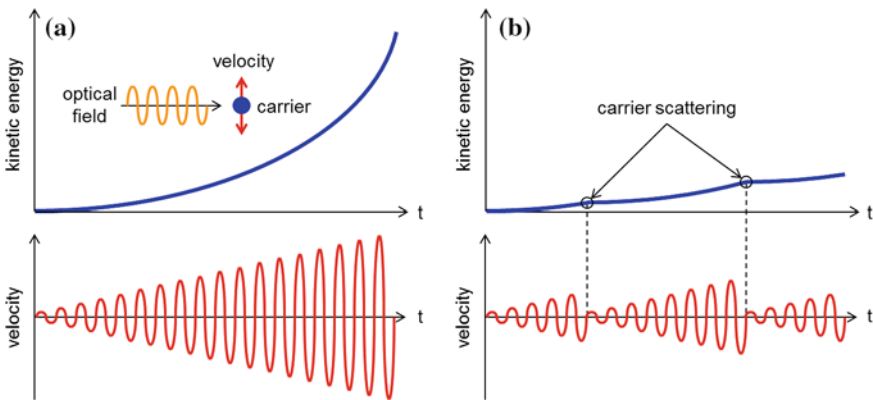 (a)
kinetic energy
velocity
optical
field
carrier
t
velocity
t
(b)
kinetic energy
carrier scattering
t
velocity
t